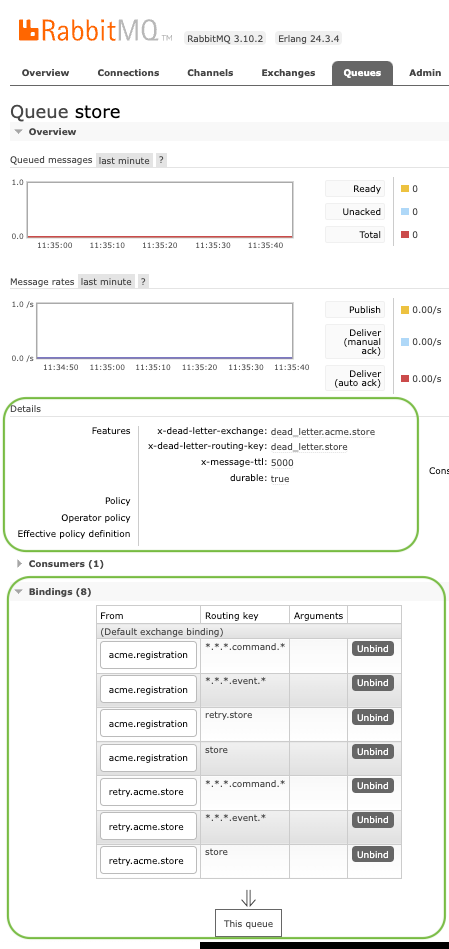 RabbitMQ TM RabbitMQ 3.10.2 Erlang 24.3.4
Overview Connections Channels Exchanges Queues Admin
Queue store
Overview
Queued messages last minute ?
1.0
0.0
11:35:00 11:35:10 11:35:20 11:35:30 11:35:40
Ready 0
Unacked 0
Total 0
Message rates last minute ?
1.0 /s
0.0 /s
11:34:50 11:35:00 11:35:10 11:35:20 11:35:30 11:35:40
Publish 0.00/s
Deliver (manual ack) 0.00/s
Deliver (auto ack) 0.00/s
Details
Features x-dead-letter-exchange: dead_letter.acme.store
x-dead-letter-routing-key: dead_letter.store
x-message-ttl: 5000
durable: true
Policy
Operator policy
Effective policy definition
Cons
Consumers (1)
Bindings (8)
From Routing key Arguments
(Default exchange binding)
acme.registration *.*.*.command.* Unbind
acme.registration *.*.*.event.* Unbind
acme.registration retry.store Unbind
acme.registration store Unbind
retry.acme.store *.*.*.command.* Unbind
retry.acme.store *.*.*.event.* Unbind
retry.acme.store store Unbind
⇓
This queue